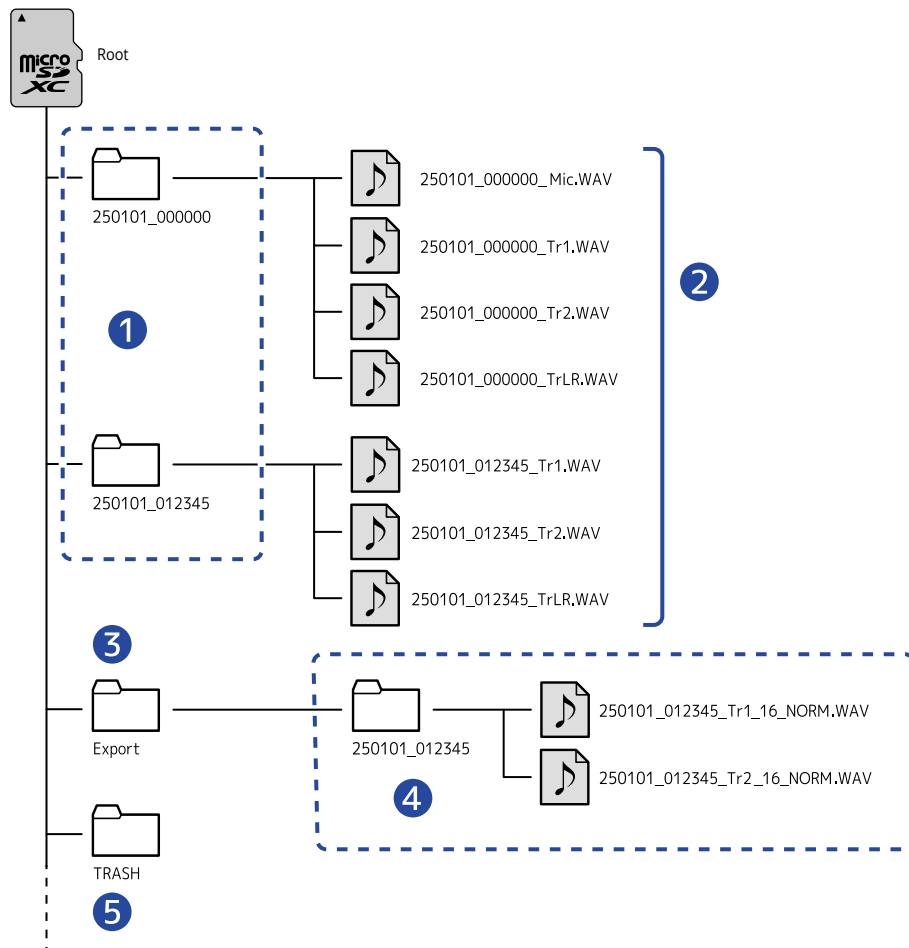 Micro
SD
XC
Root
250101_000000
250101_000000_Mic.WAV
250101_000000_Tr1.WAV
250101_000000_Tr2.WAV
250101_000000_TrLR.WAV
1
2
250101_012345
250101_012345_Tr1.WAV
250101_012345_Tr2.WAV
250101_012345_TrLR.WAV
3
Export
250101_012345
250101_012345_Tr1_16_NORM.WAV
250101_012345_Tr2_16_NORM.WAV
4
TRASH
5